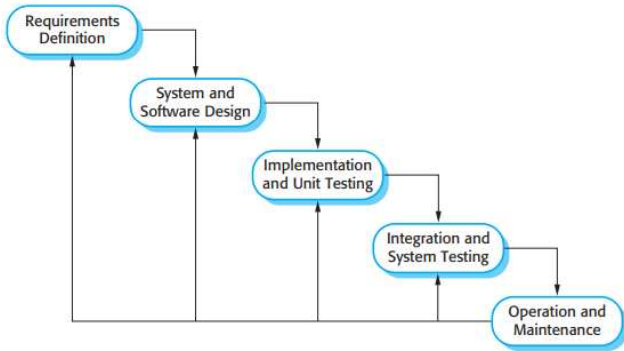 Requirements
Definition
System and
Software Design
Implementation
and Unit Testing
Integration and
System Testing
Operation and
Maintenance